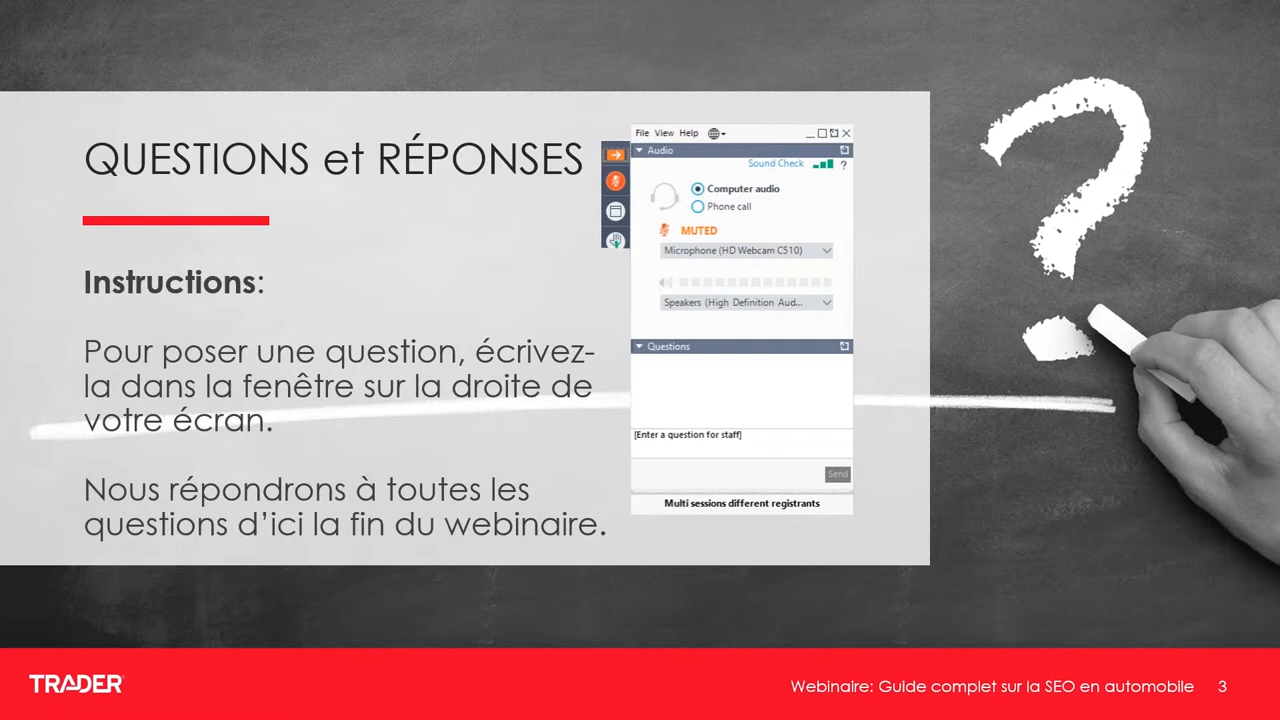 QUESTIONS et RÉPONSES
Instructions:
Pour poser une question, écrivez-
la dans la fenêtre sur la droite de
votre écran.
Nous répondrons à toutes les
questions d’ici la fin du webinaire.
File View Help
Audio
Sound Check ?
Computer audio
Phone call
MUTED
Microphone (HD Webcam C510)
Speakers (High Definition Aud...
Questions
[Enter a question for staff]
Send
Multi sessions different registrants
?
TRADER
Webinaire: Guide complet sur la SEO en automobile 3